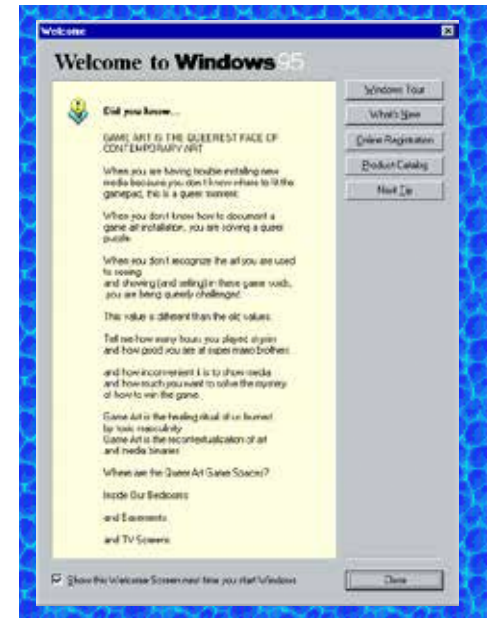 Welcome
Welcome to Windows 95
Did you know...
GAME ART IS THE QUEEREST FACE OF
CONTEMPORARY ART
When you are having trouble installing new
media because you don't know where to fit the
gamepad, this is a queer moment.
When you don't know how to document a
game art installation, you are solving a queer
puzzle.
When you don't recognize the art you are used
to seeing
and showing (and selling) in these game voids,
you are being queerly challenged.
This value is different than the old values.
Tell me how many hours you played
and how good you are at super mario brothers
and how inconvenient it is to show media
and how much you want to solve the mystery
of how to win the game.
Game Art is the healing ritual of us burned
by toxic masculinity
Game Art is the recontextualization of art
and media binaries
Where are the Queer Art Game Spaces?
Inside Our Bedrooms
and Basements
and TV Screens
Windows Tour
What's New
Online Registration
Product Catalog
Next Tip
Show this Welcome Screen next time you start Windows
Close